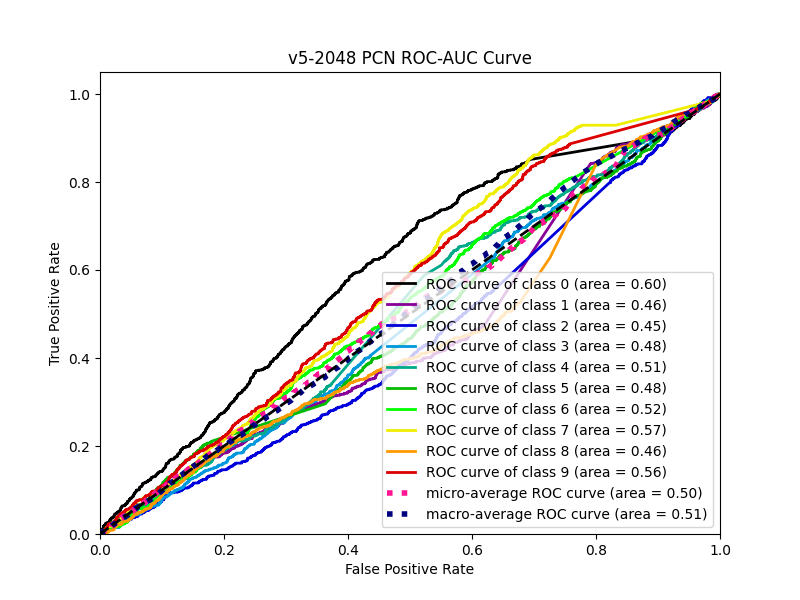 v5-2048 PCN ROC-AUC Curve
True Positive Rate
1.0
0.8
0.6
0.4
0.2
0.0
ROC curve of class 0 (area = 0.60)
ROC curve of class 1 (area = 0.46)
ROC curve of class 2 (area = 0.45)
ROC curve of class 3 (area = 0.48)
ROC curve of class 4 (area = 0.51)
ROC curve of class 5 (area = 0.48)
ROC curve of class 6 (area = 0.52)
ROC curve of class 7 (area = 0.57)
ROC curve of class 8 (area = 0.46)
ROC curve of class 9 (area = 0.56)
micro-average ROC curve (area = 0.50)
macro-average ROC curve (area = 0.51)
0.0 0.2 0.4 0.6 0.8 1.0
False Positive Rate